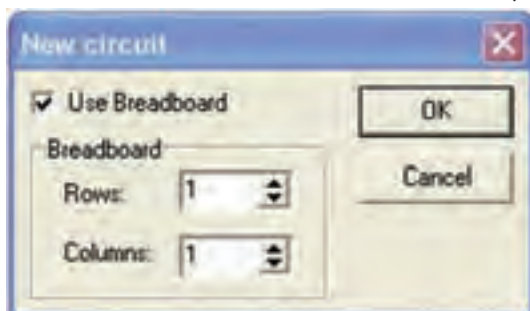 New circuit
Use Breadboard
OK
Breadboard
Rows: 1
Cancel
Columns: 1